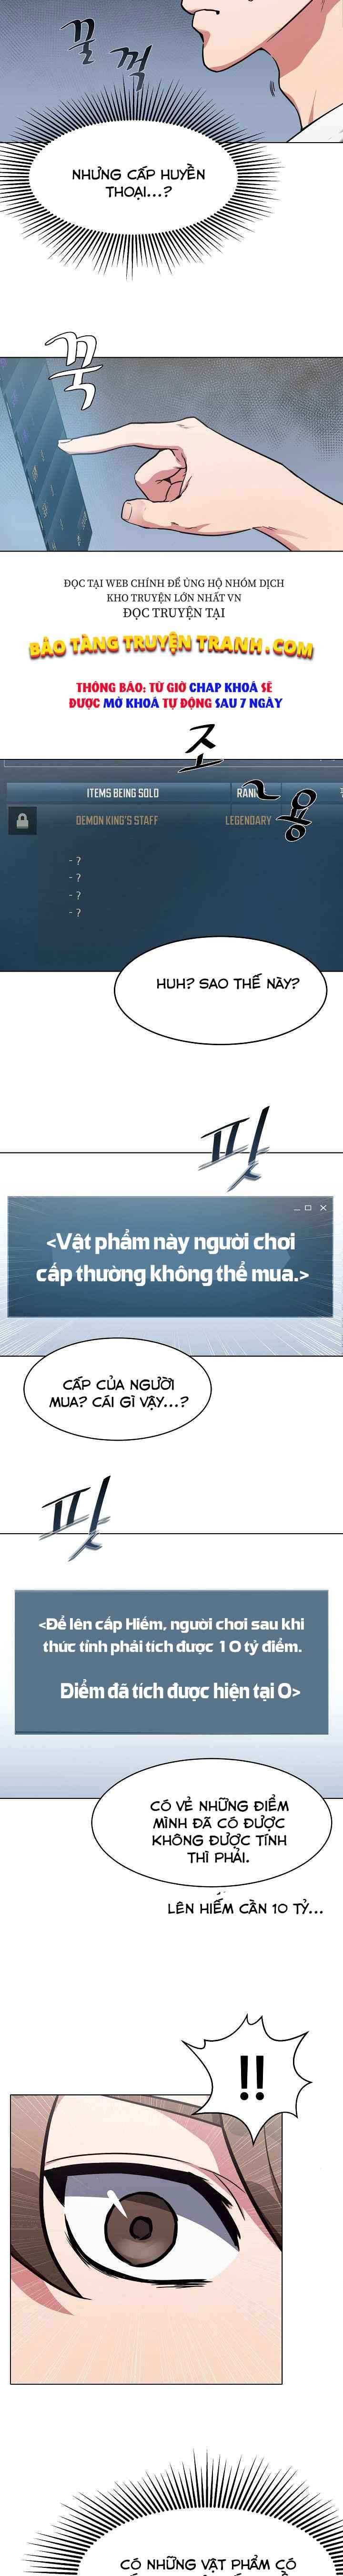 꿀
꺽
NHƯNG CẤP HUYỀN
THOẠI...?
꾹
ĐỌC TẠI WEB CHÍNH ĐỂ ỦNG HỘ NHÓM DỊCH
KHO TRUYỆN LỚN NHẤT VN
ĐỌC TRUYỆN TẠI
BẢO TÀNG TRUYỆN TRANH.COM
THÔNG BÁO: TỪ GIỜ CHAP KHOÁ SẼ
ĐƯỢC MỞ KHOÁ TỰ ĐỘNG SAU 7 NGÀY
조
용
ITEMS BEING SOLD
DEMON KING'S STAFF
LEGENDARY
- ?
- ?
- ?
- ?
HUH? SAO THẾ NÀY?
핏
<Vật phẩm này người chơi
cấp thường không thể mua.>
CẤP CỦA NGƯỜI
MUA? CÁI GÌ VẬY...?
핏
<Để lên cấp Hiếm, người chơi sau khi
thức tỉnh phải tích được 10 tỷ điểm.
Điểm đã tích được hiện tại 0>
CÓ VẺ NHỮNG ĐIỂM
MÌNH ĐÃ CÓ ĐƯỢC
KHÔNG ĐƯỢC TÍNH
THÌ PHẢI.
LÊN HIẾM CẦN 10 TỶ...
!!
CÓ NHỮNG VẬT PHẨM CÓ